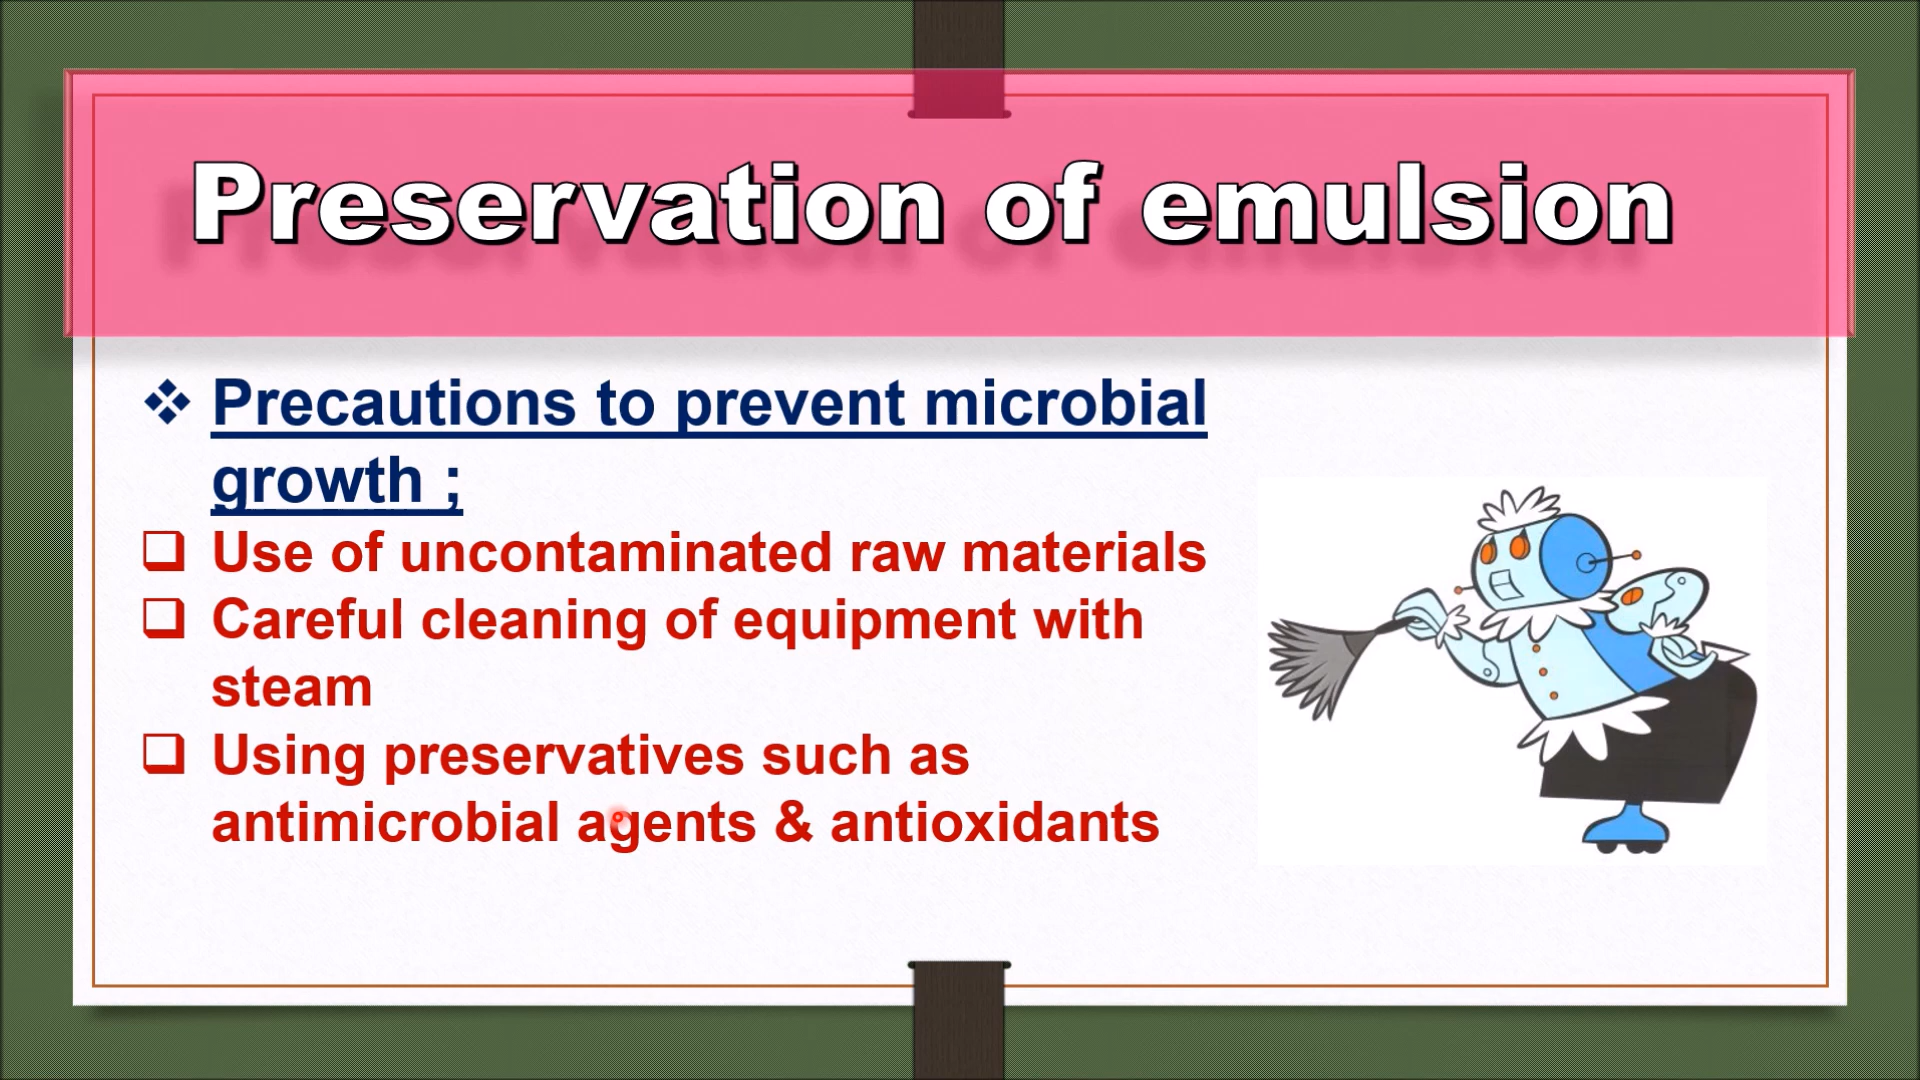 Preservation of emulsion
Precautions to prevent microbial
growth ;
Use of uncontaminated raw materials
Careful cleaning of equipment with
steam
Using preservatives such as
antimicrobial agents & antioxidants